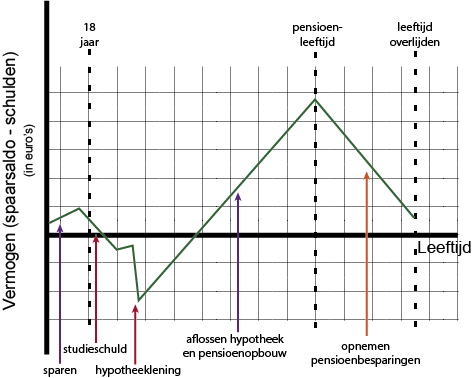 18
jaar
pensioen-
leeftijd
leeftijd
overlijden
Vermogen (spaarsaldo - schulden)
(in euro's)
Leeftijd
studieschuld
sparen
hypotheeklening
aflossen hypotheek
en pensioenopbouw
opnemen
pensioenbesparingen